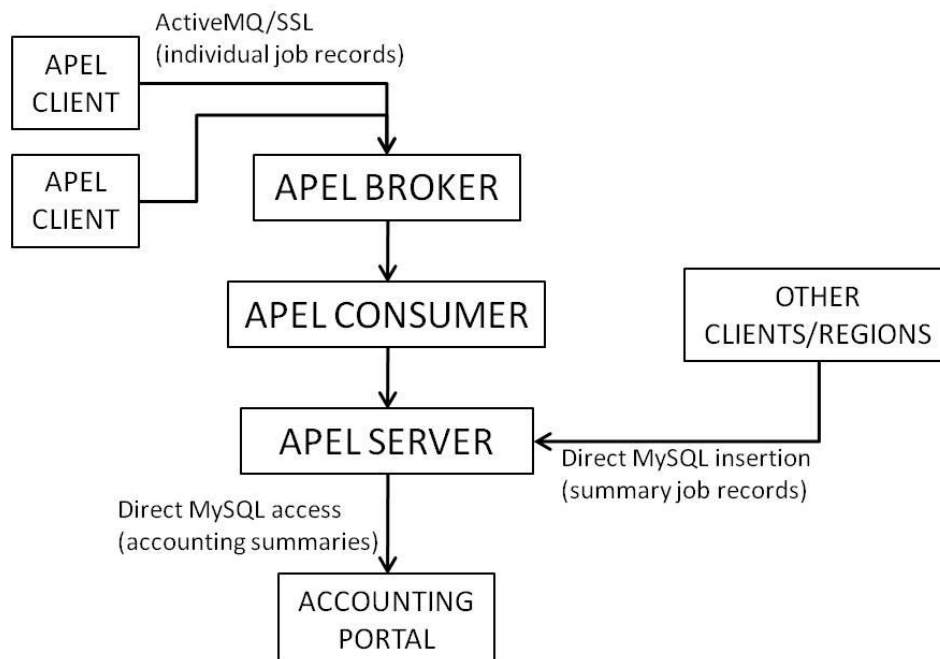 ActiveMQ/SSL
(individual job records)
APEL
CLIENT
APEL
CLIENT
APEL BROKER
APEL CONSUMER
OTHER
CLIENTS/REGIONS
APEL SERVER
Direct MySQL insertion
(summary job records)
Direct MySQL access
(accounting summaries)
ACCOUNTING
PORTAL